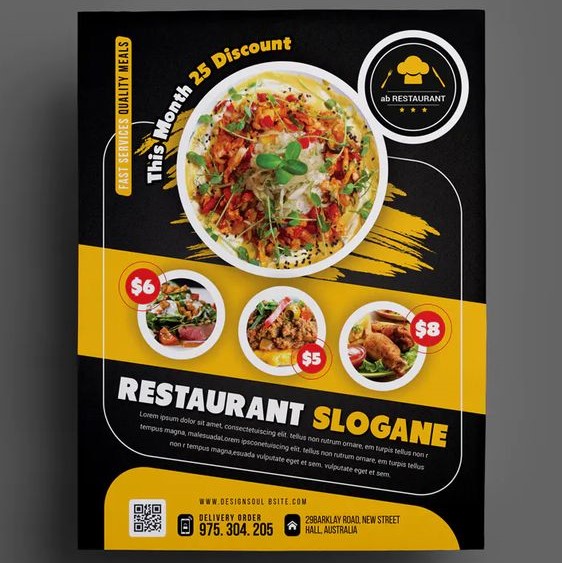 FAST SERVICES QUALITY MEALS
This Month 25 Discount
ab RESTAURANT
$6
$5
$8
RESTAURANT SLOGANE
Lorem ipsum dolor sit amet, consectetuiscing elit. tellus non rutrum ornare, em turpis tellus non r
tempus magna, malesuadaLorem ipsconetuiscing elit. tellus non rutrum ornare, em turpis tellus
non r tempus magna,esuada vulputate eget et sem. vulputate eget et sem.
WWW.DESIGNSOUL BSITE.COM
DELIVERY ORDER
975. 304. 205
29BARKLAY ROAD, NEW STREET
HALL, AUSTRALIA